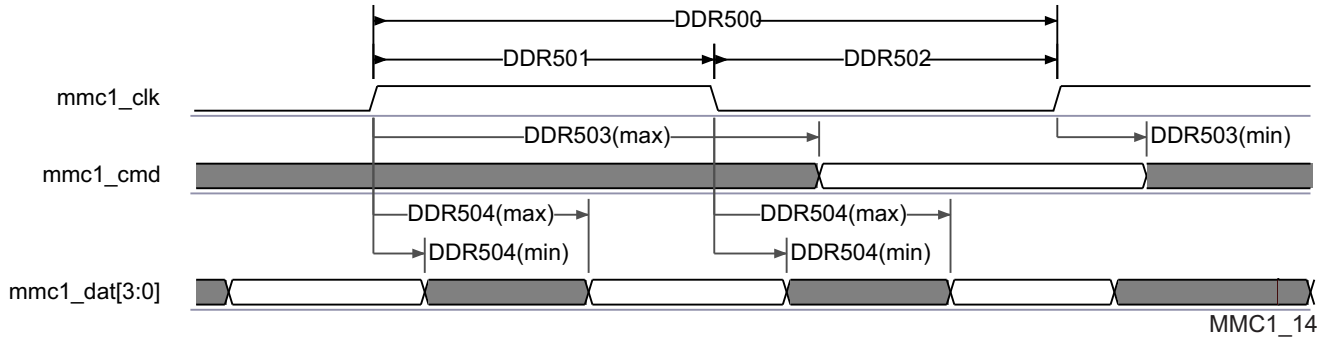 DDR500
DDR501 DDR502
mmc1_clk
DDR503(max) DDR503(min)
mmc1_cmd
DDR504(max) DDR504(max)
DDR504(min) DDR504(min)
mmc1_dat[3:0]
MMC1_14